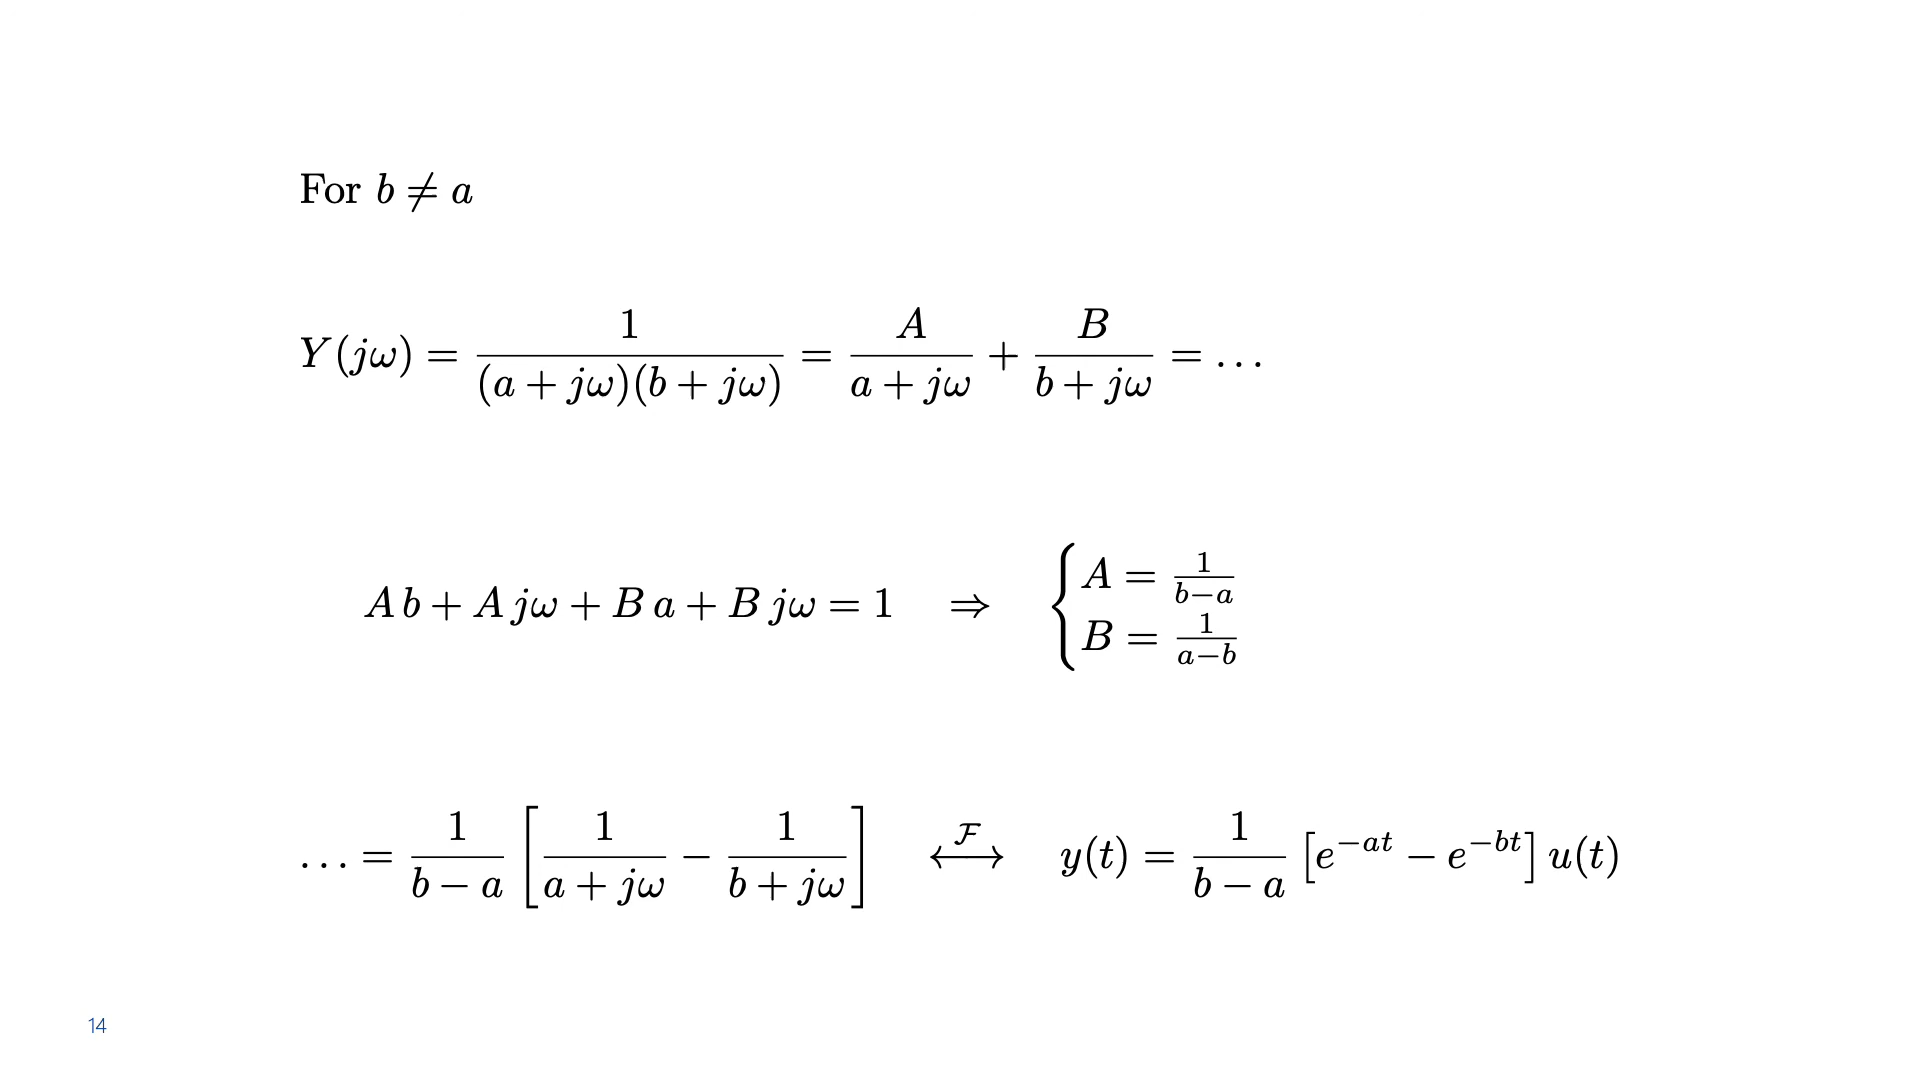 For b ≠ a
Y(jω) = 1/((a + jω)(b + jω)) = A/(a + jω) + B/(b + jω) = ...
A b + A jω + B a + B jω = 1 ⇒ { A = 1/(b−a)
B = 1/(a−b)
... = 1/(b − a) [1/(a + jω) − 1/(b + jω)] ⟷^ℱ y(t) = 1/(b − a) [e^{−at} − e^{−bt}] u(t)
14